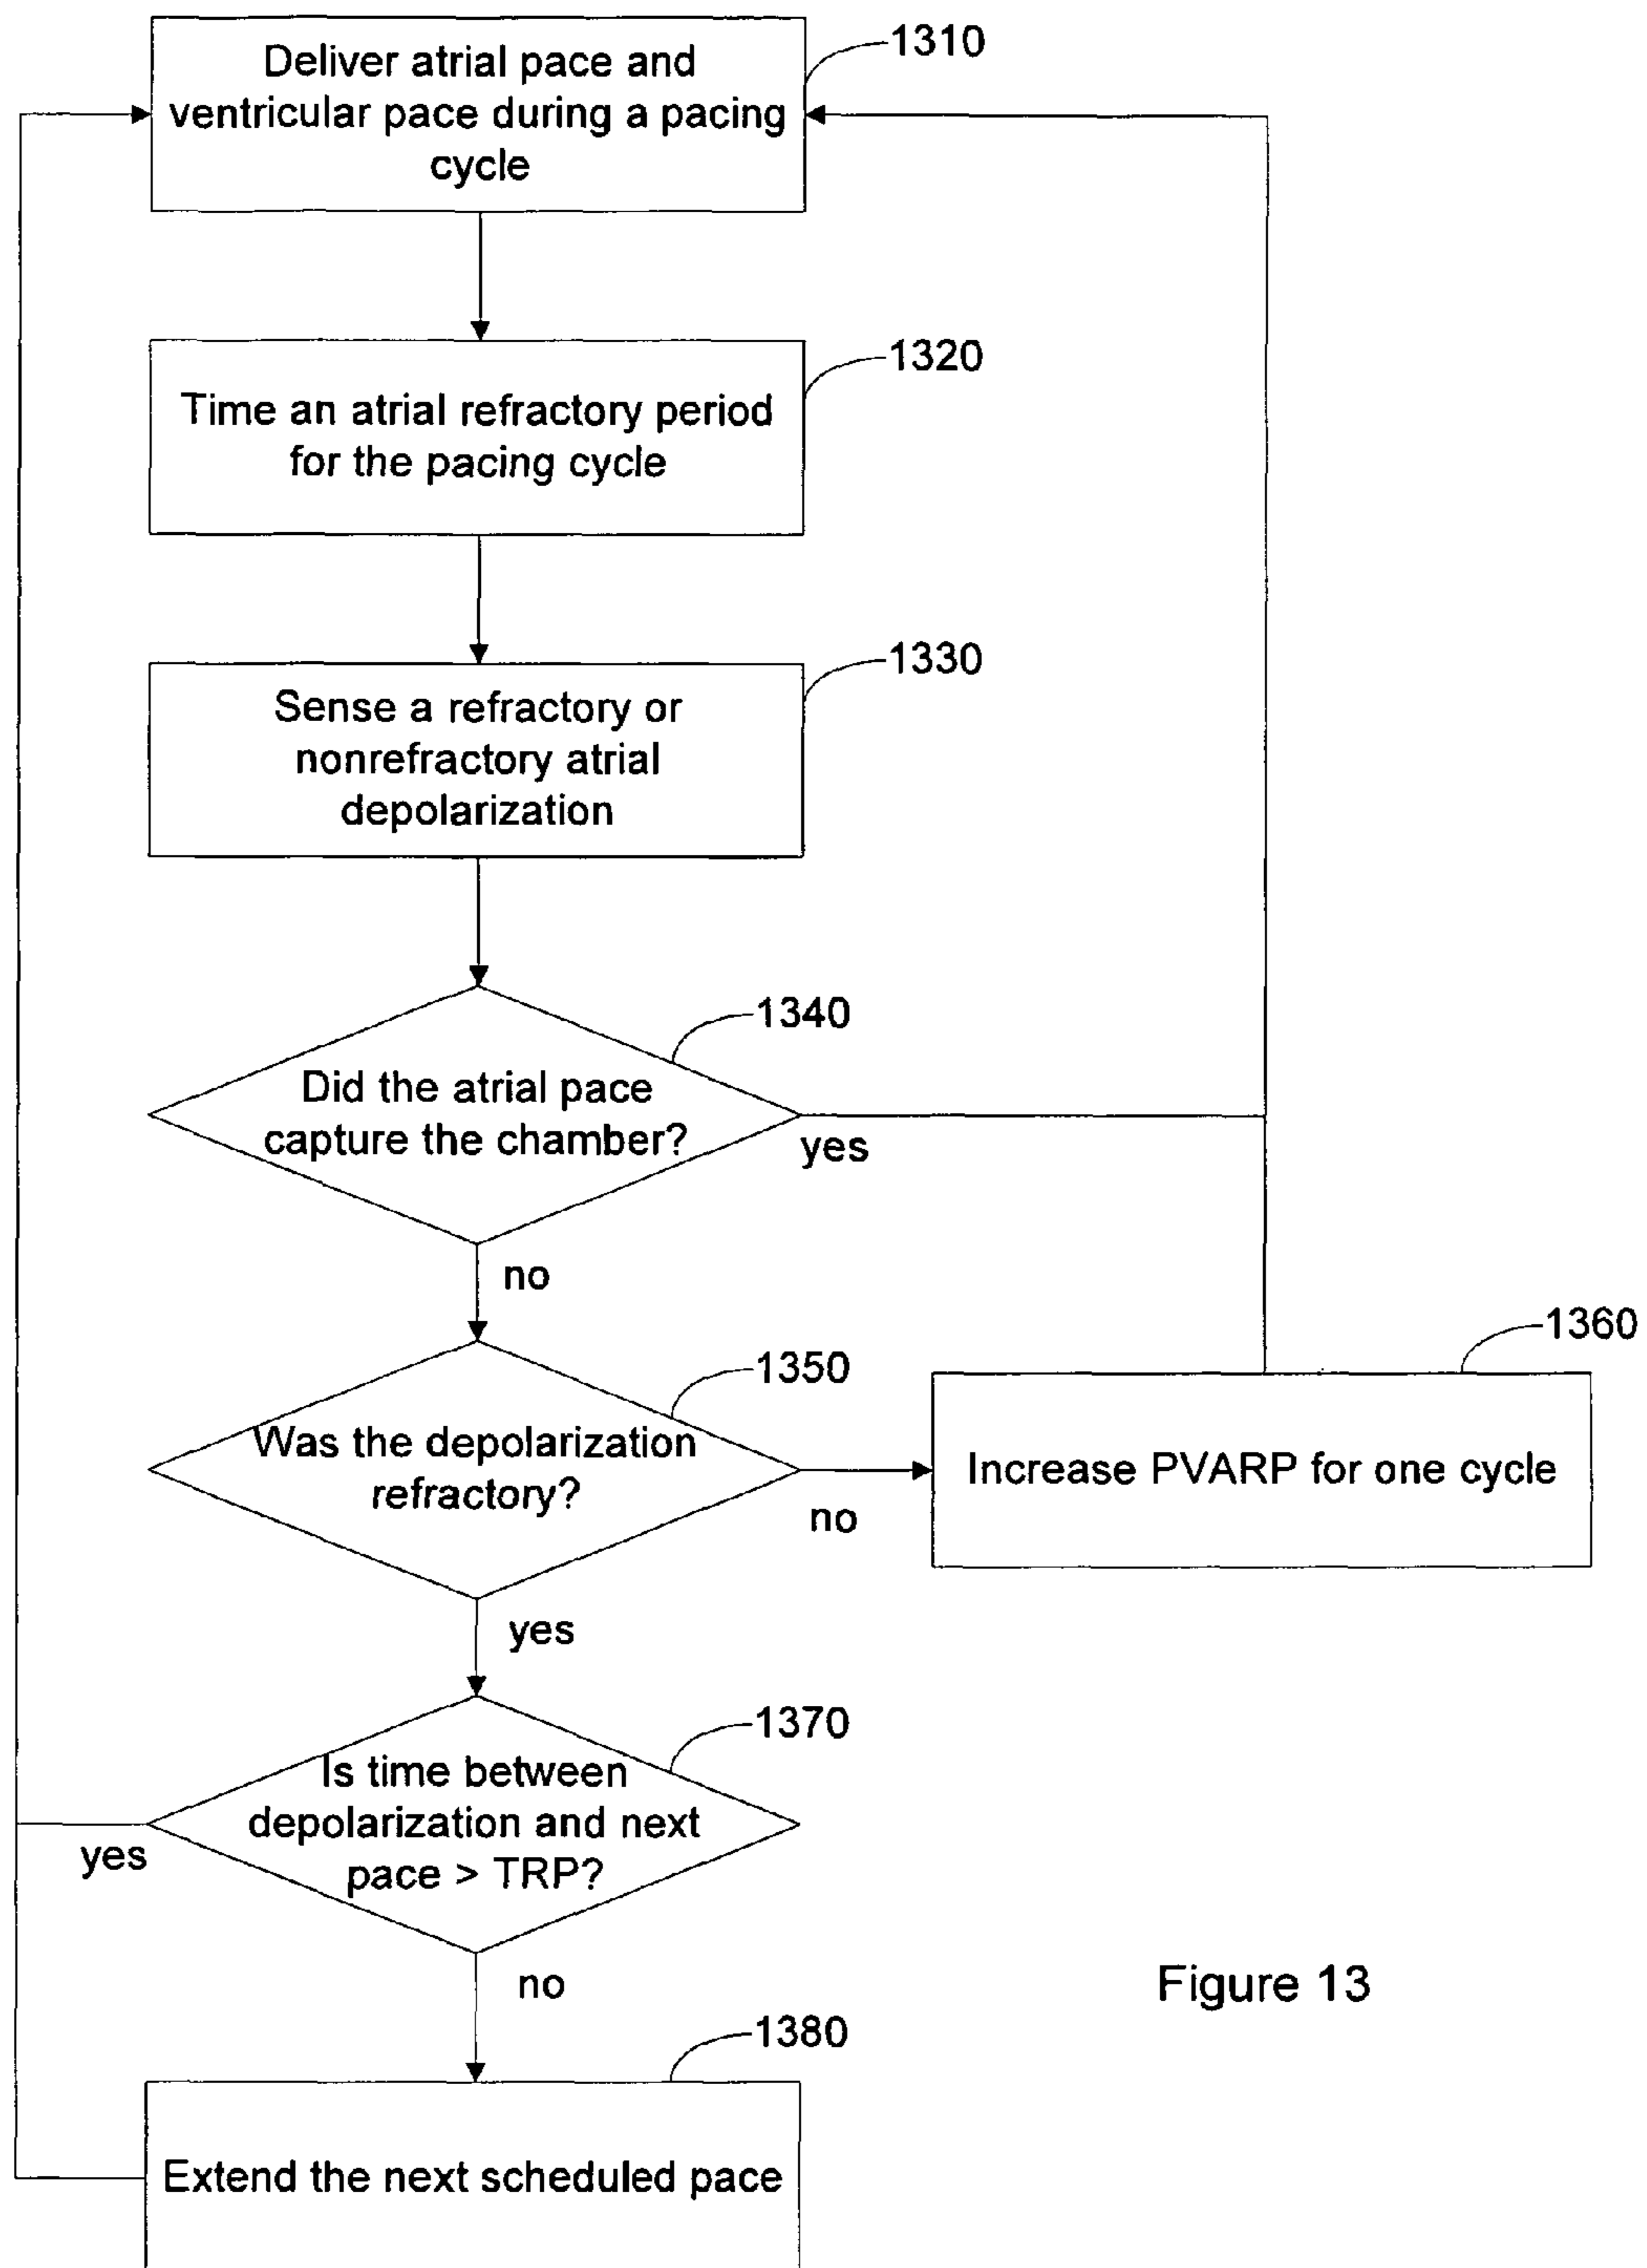 Deliver atrial pace and
ventricular pace during a pacing
cycle
1310
Time an atrial refractory period
for the pacing cycle
1320
Sense a refractory or
nonrefractory atrial
depolarization
1330
Did the atrial pace
capture the chamber?
1340
yes
no
Was the depolarization
refractory?
1350
no
yes
Increase PVARP for one cycle
1360
Is time between
depolarization and next
pace > TRP?
1370
yes
no
Extend the next scheduled pace
1380
Figure 13